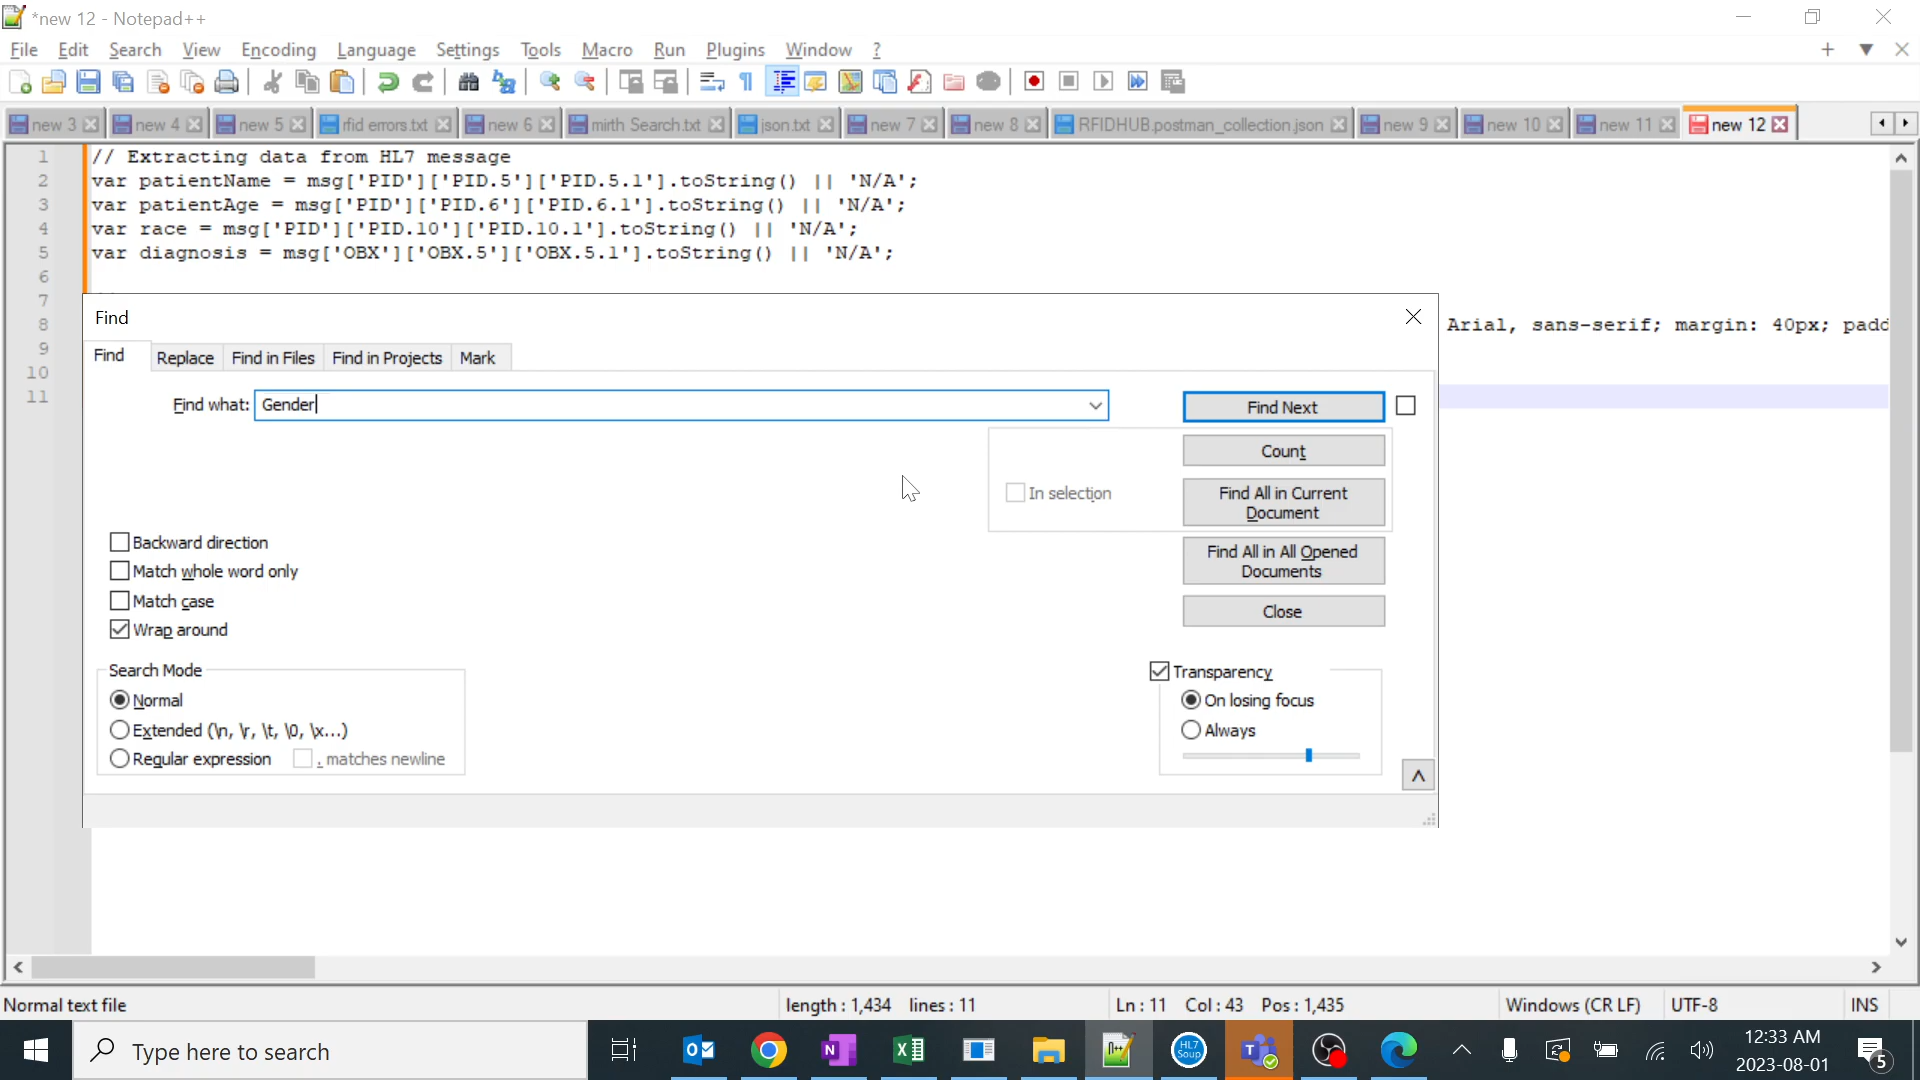 *new 12 - Notepad++
File Edit Search View Encoding Language Settings Tools Macro Run Plugins Window ?
new 3 new 4 new 5 rfid errors.txt new 6 mirth Search.txt json.txt new 7 new 8 RFIDHUB.postman_collection.json new 9 new 10 new 11 new 12
1 // Extracting data from HL7 message
2 var patientName = msg['PID']['PID.5']['PID.5.1'].toString() || 'N/A';
3 var patientAge = msg['PID']['PID.6']['PID.6.1'].toString() || 'N/A';
4 var race = msg['PID']['PID.10']['PID.10.1'].toString() || 'N/A';
5 var diagnosis = msg['OBX']['OBX.5']['OBX.5.1'].toString() || 'N/A';
6
7
8 Arial, sans-serif; margin: 40px; padd
9
10
11
Find
Find Replace Find in Files Find in Projects Mark
Find what: Gender Find Next
Count
In selection Find All in Current
Document
Backward direction Find All in All Opened
Documents
Match whole word only
Match case Close
Wrap around
Search Mode Transparency
Normal On losing focus
Extended (\n, \r, \t, \0, \x...) Always
Regular expression . matches newline
Normal text file length : 1,434 lines : 11 Ln : 11 Col : 43 Pos : 1,435 Windows (CR LF) UTF-8 INS
Type here to search HL7
Soup 12:33 AM
2023-08-01 5